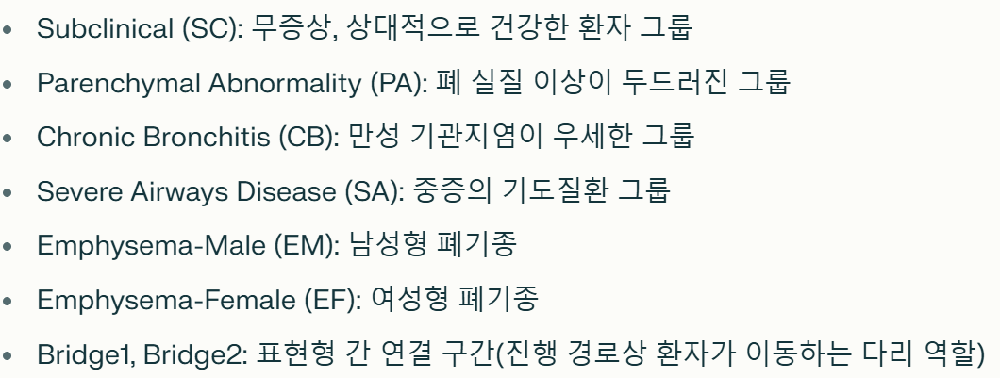 • Subclinical (SC): 무증상, 상대적으로 건강한 환자 그룹
• Parenchymal Abnormality (PA): 폐 실질 이상이 두드러진 그룹
• Chronic Bronchitis (CB): 만성 기관지염이 우세한 그룹
• Severe Airways Disease (SA): 중증의 기도질환 그룹
• Emphysema-Male (EM): 남성형 폐기종
• Emphysema-Female (EF): 여성형 폐기종
• Bridge1, Bridge2: 표현형 간 연결 구간(진행 경로상 환자가 이동하는 다리 역할)